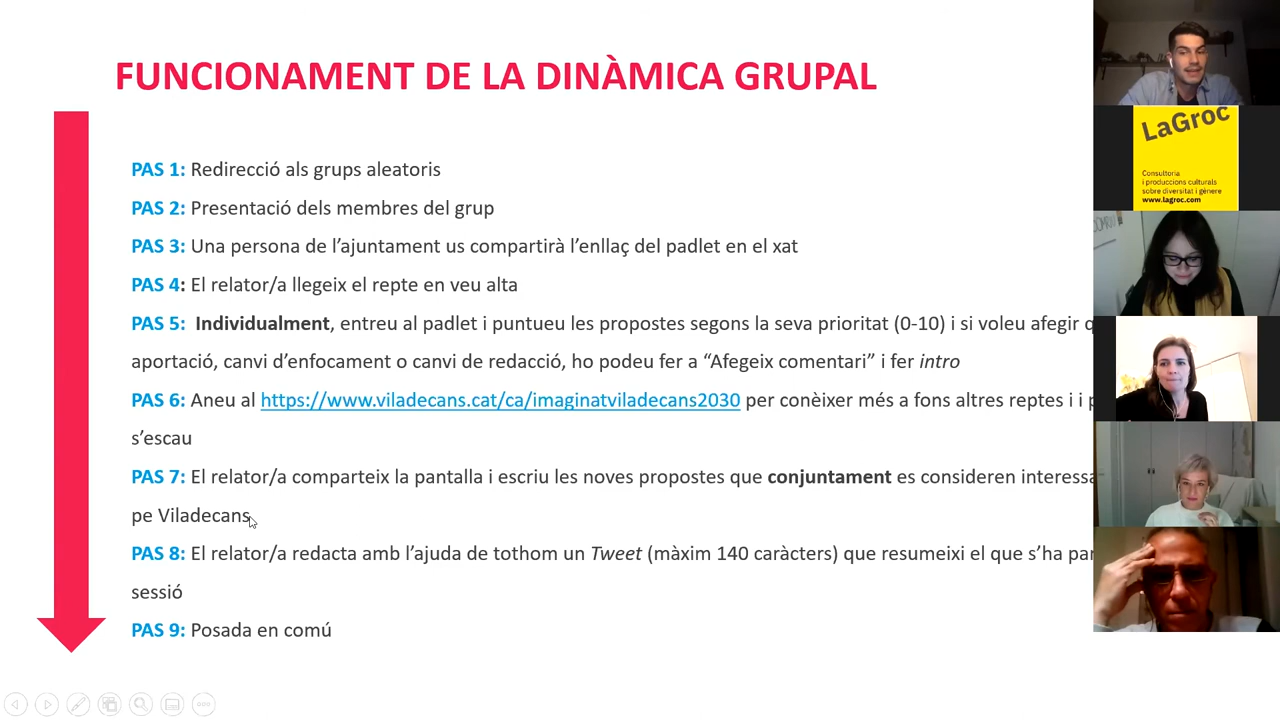 FUNCIONAMENT DE LA DINÀMICA GRUPAL
PAS 1: Redirecció als grups aleatoris
PAS 2: Presentació dels membres del grup
PAS 3: Una persona de l’ajuntament us compartirà l’enllaç del padlet en el xat
PAS 4: El relator/a llegeix el repte en veu alta
PAS 5: Individualment, entreu al padlet i puntueu les propostes segons la seva prioritat (0-10) i si voleu afegir
aportació, canvi d’enfocament o canvi de redacció, ho podeu fer a “Afegeix comentari” i fer intro
PAS 6: Aneu al https://www.viladecans.cat/ca/imaginatviladecans2030 per conèixer més a fons altres reptes i i
s’escau
PAS 7: El relator/a comparteix la pantalla i escriu les noves propostes que conjuntament es consideren
pe Viladecans
PAS 8: El relator/a redacta amb l’ajuda de tothom un Tweet (màxim 140 caràcters) que resumeixi el que s’ha
sessió
PAS 9: Posada en comú
LaGroc
Consultoria
i produccions culturals
sobre diversitat i gènere
www.lagroc.com